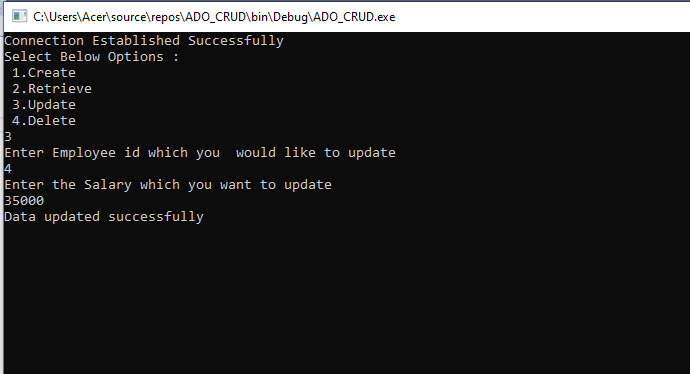 C:\Users\Acer\source\repos\ADO_CRUD\bin\Debug\ADO_CRUD.exe
Connection Established Successfully
Select Below Options :
 1.Create
 2.Retrieve
 3.Update
 4.Delete
3
Enter Employee id which you  would like to update
4
Enter the Salary which you want to update
35000
Data updated successfully